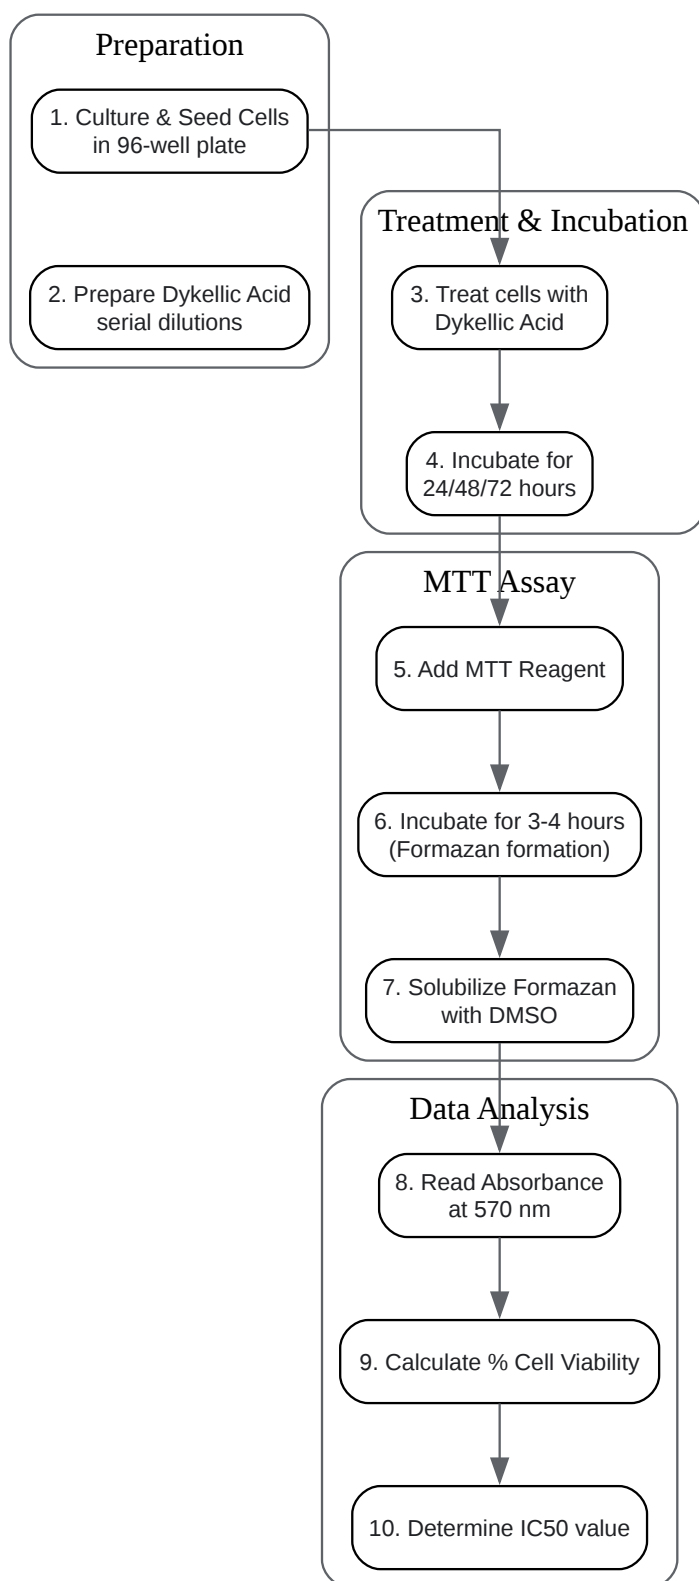 Preparation
1. Culture & Seed Cells
in 96-well plate
2. Prepare Dykellic Acid
serial dilutions
Treatment & Incubation
3. Treat cells with
Dykellic Acid
4. Incubate for
24/48/72 hours
MTT Assay
5. Add MTT Reagent
6. Incubate for 3-4 hours
(Formazan formation)
7. Solubilize Formazan
with DMSO
Data Analysis
8. Read Absorbance
at 570 nm
9. Calculate % Cell Viability
10. Determine IC50 value